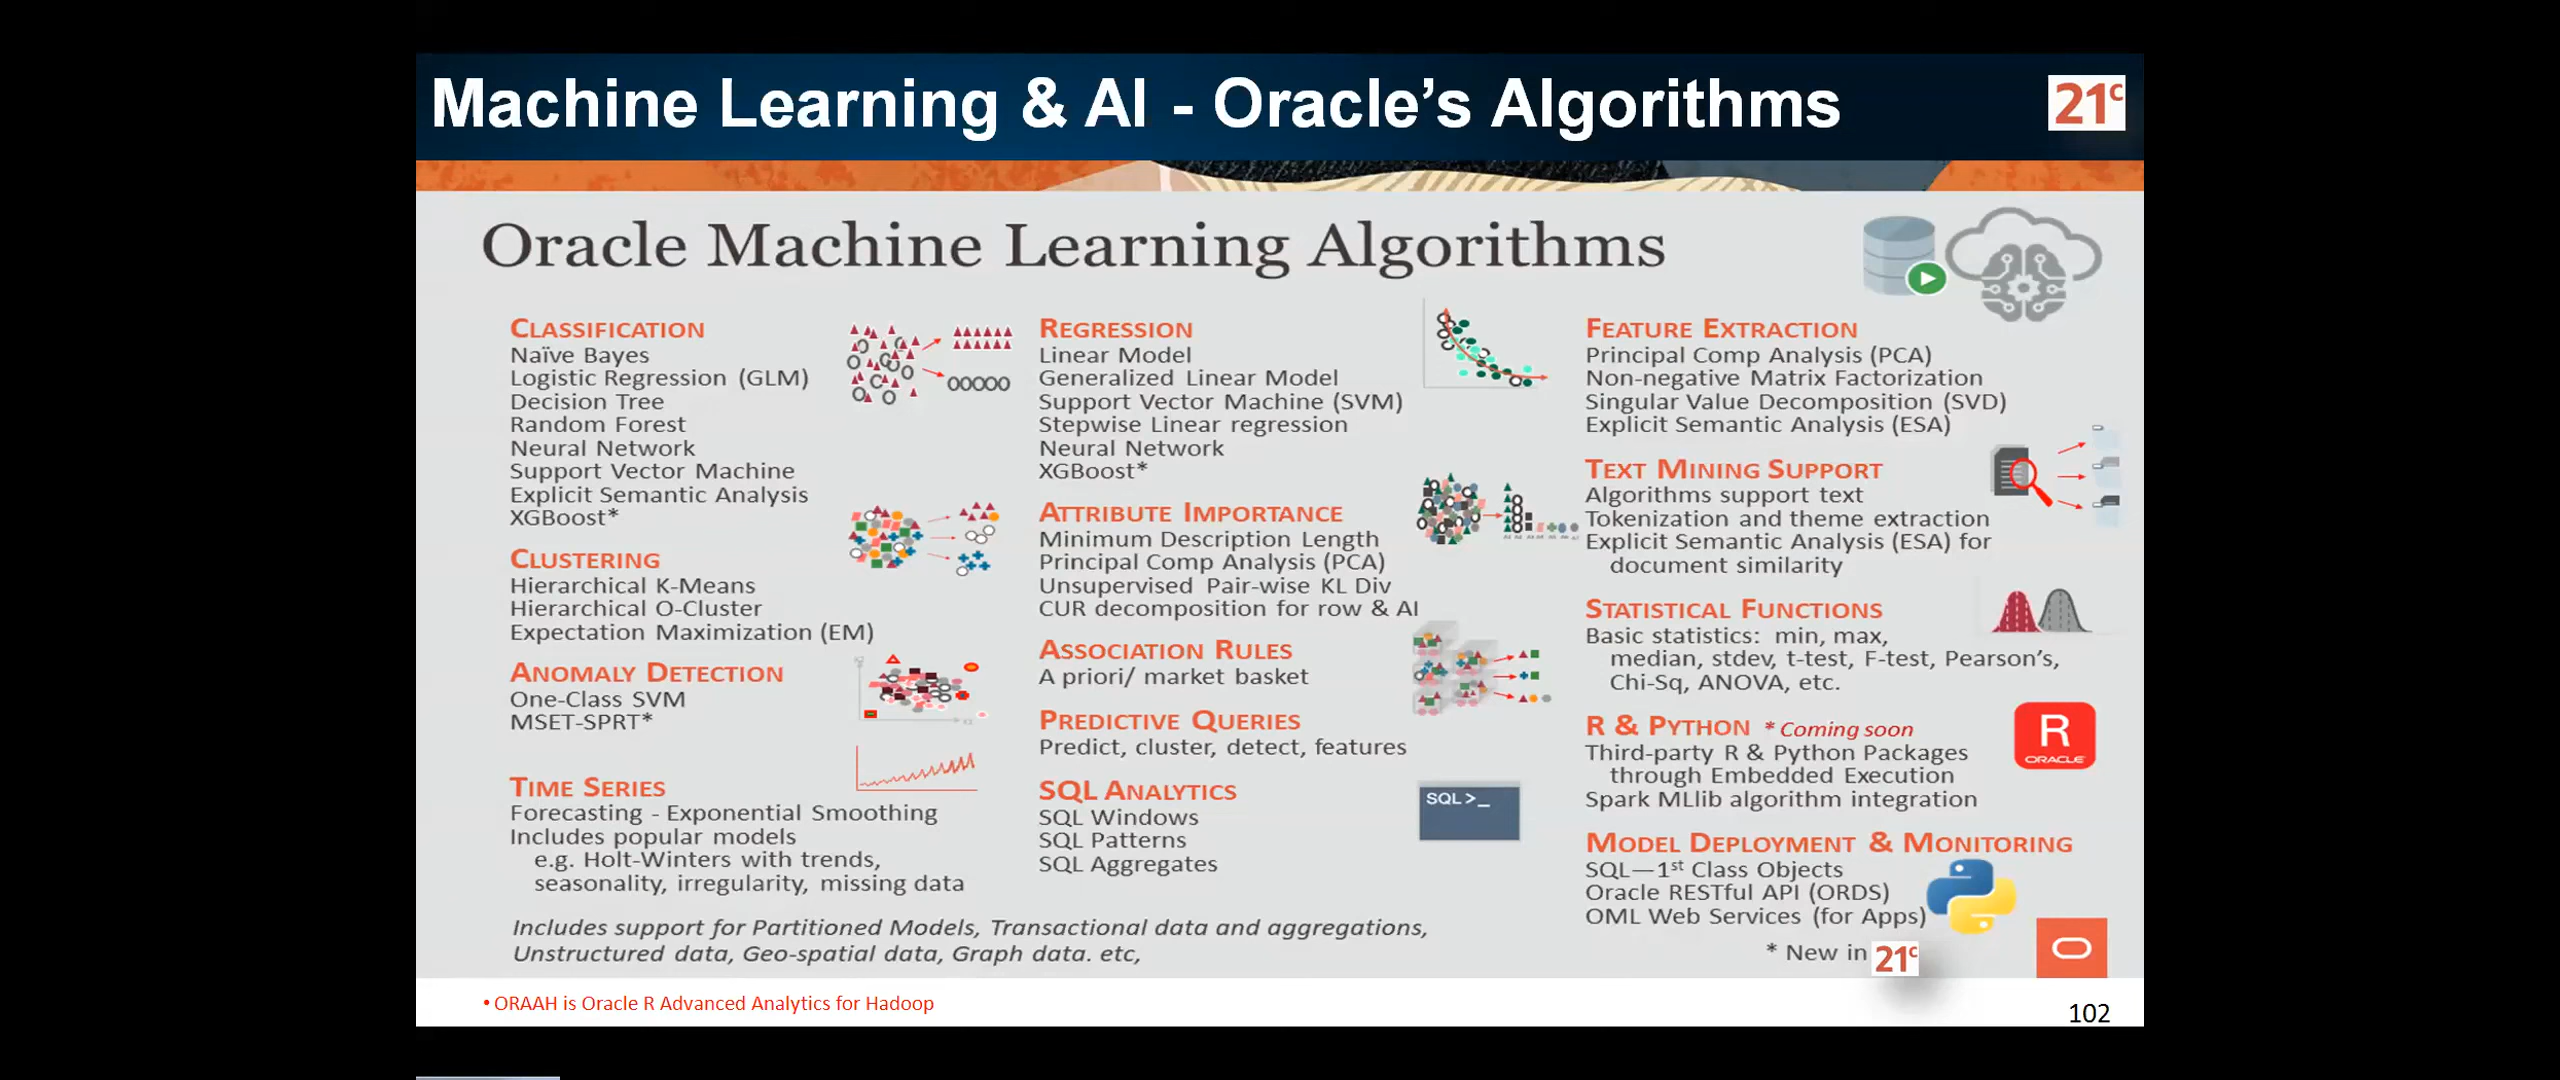 Machine Learning & AI - Oracle's Algorithms
21c
Oracle Machine Learning Algorithms
CLASSIFICATION
Naïve Bayes
Logistic Regression (GLM)
Decision Tree
Random Forest
Neural Network
Support Vector Machine
Explicit Semantic Analysis
XGBoost*
CLUSTERING
Hierarchical K-Means
Hierarchical O-Cluster
Expectation Maximization (EM)
ANOMALY DETECTION
One-Class SVM
MSET-SPRT*
TIME SERIES
Forecasting - Exponential Smoothing
Includes popular models
e.g. Holt-Winters with trends,
seasonality, irregularity, missing data
REGRESSION
Linear Model
Generalized Linear Model
Support Vector Machine (SVM)
Stepwise Linear regression
Neural Network
XGBoost*
ATTRIBUTE IMPORTANCE
Minimum Description Length
Principal Comp Analysis (PCA)
Unsupervised Pair-wise KL Div
CUR decomposition for row & AI
ASSOCIATION RULES
A priori/ market basket
PREDICTIVE QUERIES
Predict, cluster, detect, features
SQL ANALYTICS
SQL Windows
SQL Patterns
SQL Aggregates
SQL >_
FEATURE EXTRACTION
Principal Comp Analysis (PCA)
Non-negative Matrix Factorization
Singular Value Decomposition (SVD)
Explicit Semantic Analysis (ESA)
TEXT MINING SUPPORT
Algorithms support text
Tokenization and theme extraction
Explicit Semantic Analysis (ESA) for
document similarity
STATISTICAL FUNCTIONS
Basic statistics: min, max,
median, stdev, t-test, F-test, Pearson's,
Chi-Sq, ANOVA, etc.
R & PYTHON * Coming soon
Third-party R & Python Packages
through Embedded Execution
Spark MLlib algorithm integration
R
ORACLE
MODEL DEPLOYMENT & MONITORING
SQL—1st Class Objects
Oracle RESTful API (ORDS)
OML Web Services (for Apps)
* New in 21c
Includes support for Partitioned Models, Transactional data and aggregations,
Unstructured data, Geo-spatial data, Graph data. etc,
• ORAAH is Oracle R Advanced Analytics for Hadoop
102